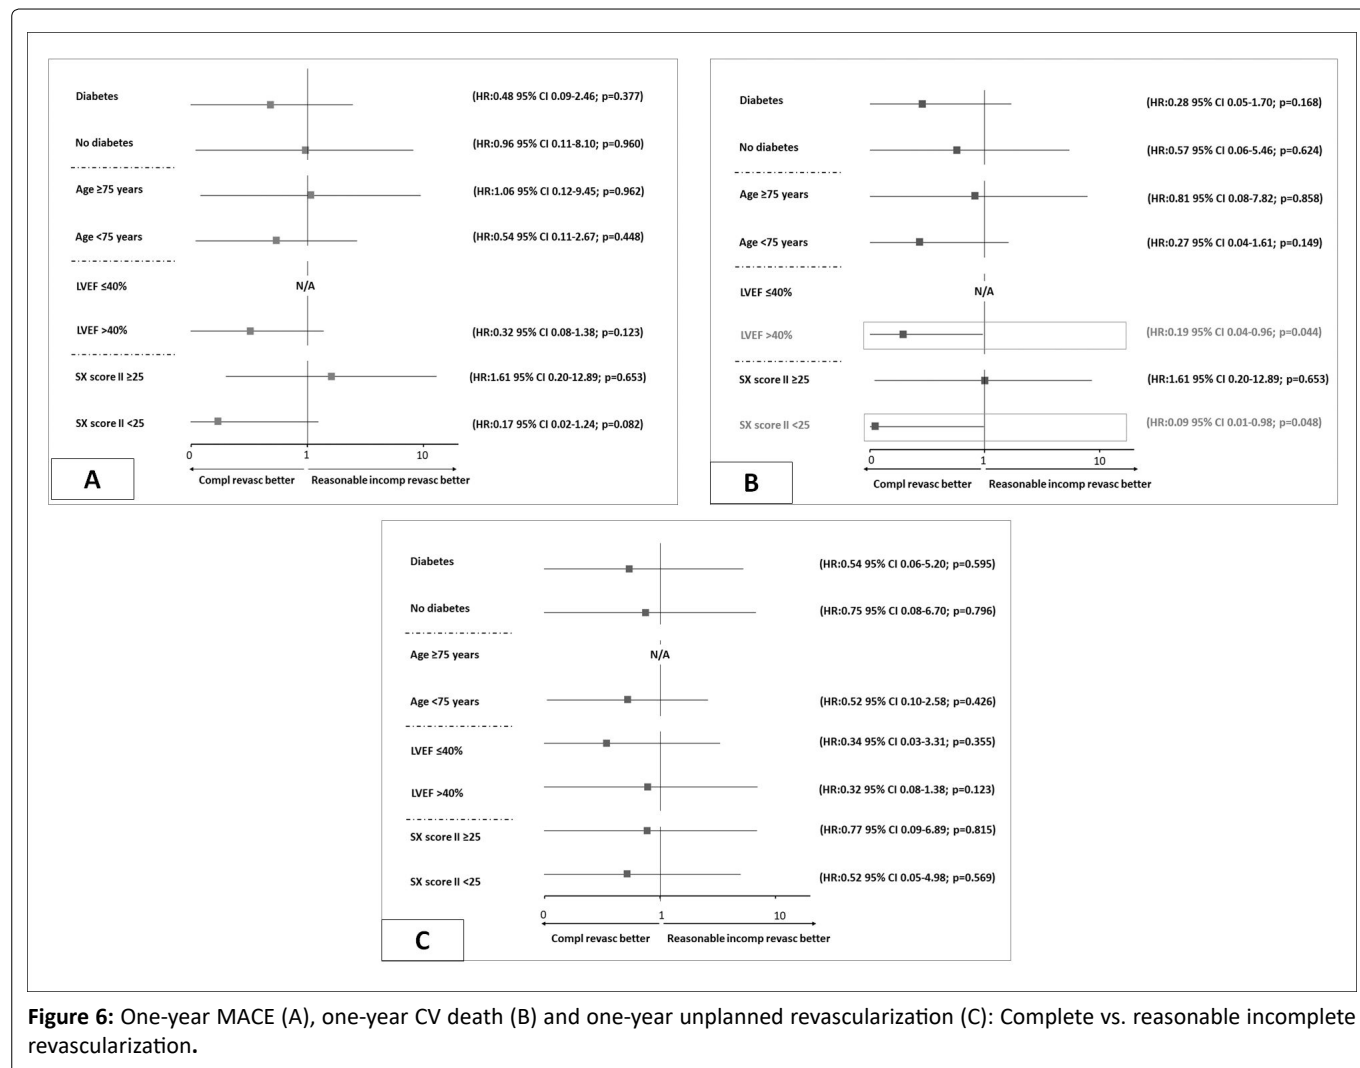 Diabetes (HR:0.48 95% CI 0.09-2.46; p=0.377)
No diabetes (HR:0.96 95% CI 0.11-8.10; p=0.960)
Age ≥75 years (HR:1.06 95% CI 0.12-9.45; p=0.962)
Age <75 years (HR:0.54 95% CI 0.11-2.67; p=0.448)
LVEF ≤40% N/A
LVEF >40% (HR:0.32 95% CI 0.08-1.38; p=0.123)
SX score II ≥25 (HR:1.61 95% CI 0.20-12.89; p=0.653)
SX score II <25 (HR:0.17 95% CI 0.02-1.24; p=0.082)
0 1 10
Compl revasc better Reasonable incomp revasc better
A
Diabetes (HR:0.28 95% CI 0.05-1.70; p=0.168)
No diabetes (HR:0.57 95% CI 0.06-5.46; p=0.624)
Age ≥75 years (HR:0.81 95% CI 0.08-7.82; p=0.858)
Age <75 years (HR:0.27 95% CI 0.04-1.61; p=0.149)
LVEF ≤40% N/A
LVEF >40% (HR:0.19 95% CI 0.04-0.96; p=0.044)
SX score II ≥25 (HR:1.61 95% CI 0.20-12.89; p=0.653)
SX score II <25 (HR:0.09 95% CI 0.01-0.98; p=0.048)
0 1 10
Compl revasc better Reasonable incomp revasc better
B
Diabetes (HR:0.54 95% CI 0.06-5.20; p=0.595)
No diabetes (HR:0.75 95% CI 0.08-6.70; p=0.796)
Age ≥75 years N/A
Age <75 years (HR:0.52 95% CI 0.10-2.58; p=0.426)
LVEF ≤40% (HR:0.34 95% CI 0.03-3.31; p=0.355)
LVEF >40% (HR:0.32 95% CI 0.08-1.38; p=0.123)
SX score II ≥25 (HR:0.77 95% CI 0.09-6.89; p=0.815)
SX score II <25 (HR:0.52 95% CI 0.05-4.98; p=0.569)
0 1 10
Compl revasc better Reasonable incomp revasc better
C
Figure 6: One-year MACE (A), one-year CV death (B) and one-year unplanned revascularization (C): Complete vs. reasonable incomplete
revascularization.